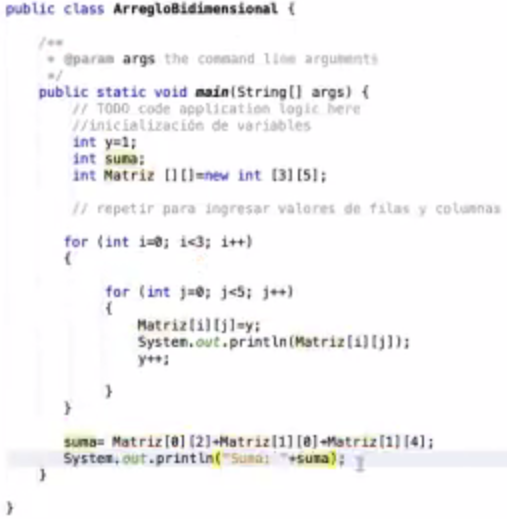 public class ArregloBidimensional {
/**
* @param args the command line arguments
*/
public static void main(String[] args) {
// TODO code application logic here
//inicialización de variables
int y=1;
int suma;
int Matriz [][]=new int [3][5];
// repetir para ingresar valores de filas y columnas
for (int i=0; i<3; i++)
{
for (int j=0; j<5; j++)
{
Matriz[i][j]=y;
System.out.println(Matriz[i][j]);
y++;
}
}
suma= Matriz[0][2]+Matriz[1][0]+Matriz[1][4];
System.out.println("Suma: "+suma);
}
}